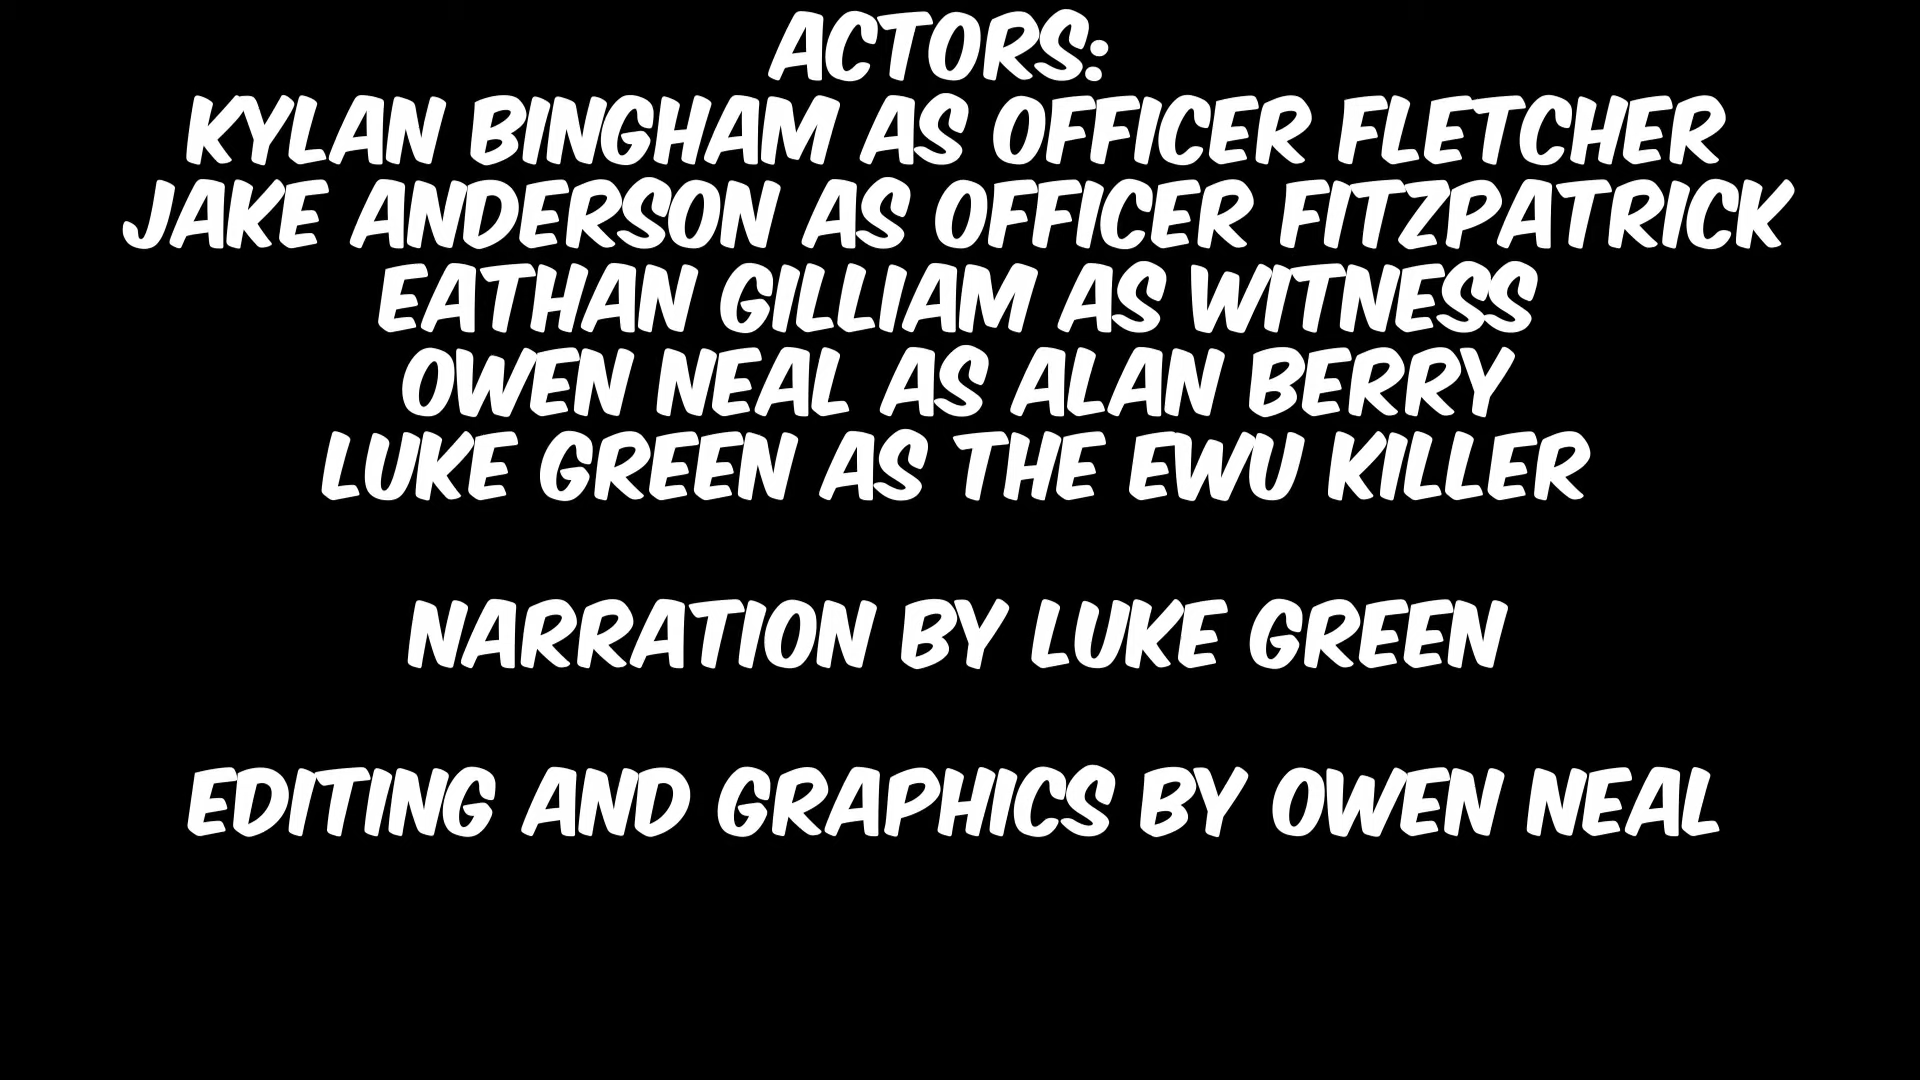 ACTORS:
KYLAN BINGHAM AS OFFICER FLETCHER
JAKE ANDERSON AS OFFICER FITZPATRICK
EATHAN GILLIAM AS WITNESS
OWEN NEAL AS ALAN BERRY
LUKE GREEN AS THE EWU KILLER
NARRATION BY LUKE GREEN
EDITING AND GRAPHICS BY OWEN NEAL